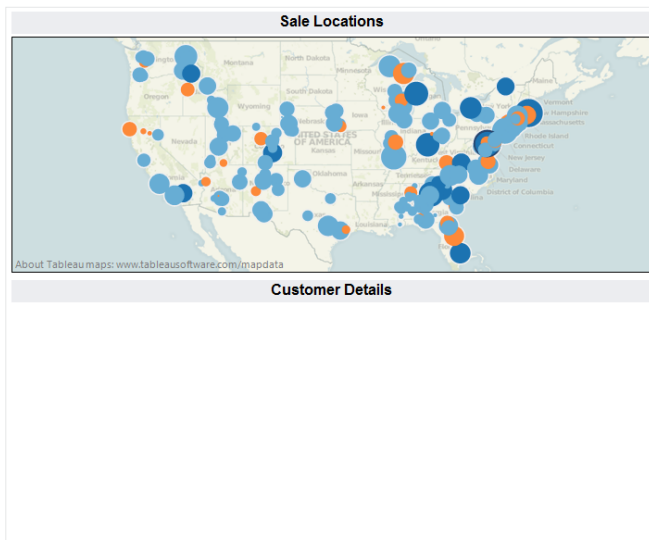 Sale Locations
Montana
North Dakota
Minnesota
South Dakota
Oregon
Wyoming
Maine
Vermont
Hampshire
Massachusetts
Rhode Island
Connecticut
New Jersey
Delaware
Maryland
District of Columbia
Iowa
Nevada
UNITED STATES
OF AMERICA
Kansas
Oklahoma
Arkansas
Louisiana
About Tableau maps: www.tableausoftware.com/mapdata
Customer Details